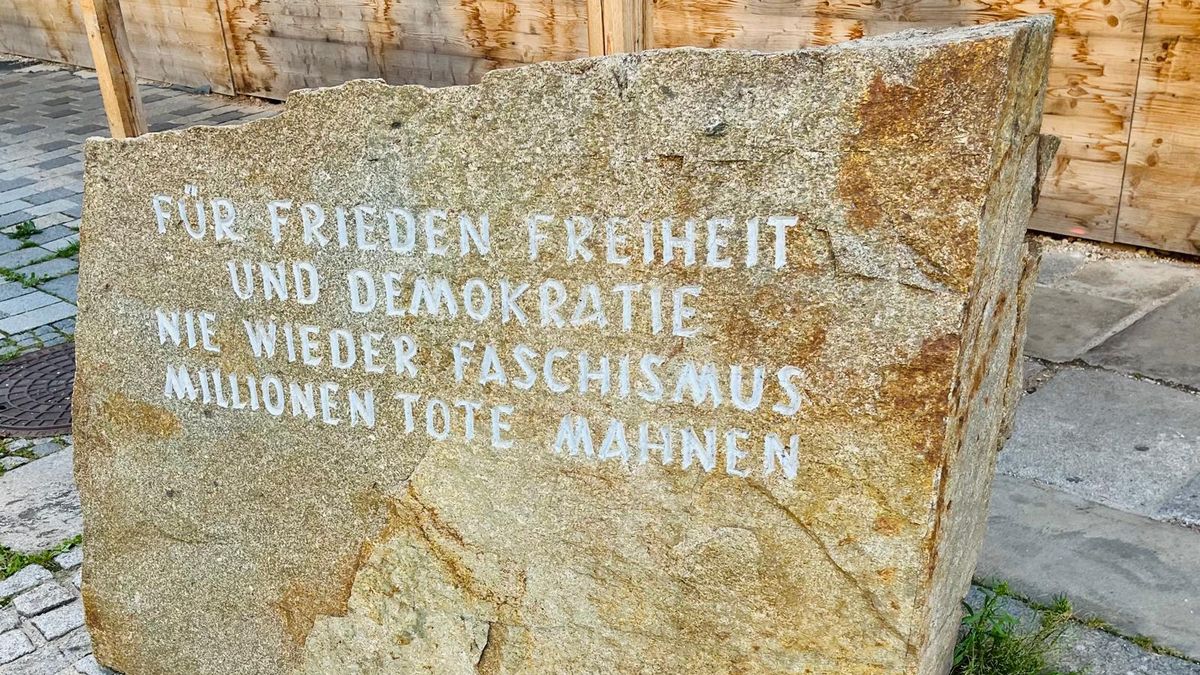 FÜR FRIEDEN FREIHEIT
UND DEMOKRATIE
NIE WIEDER FASCHISMUS
MILLIONEN TOTE MAHNEN